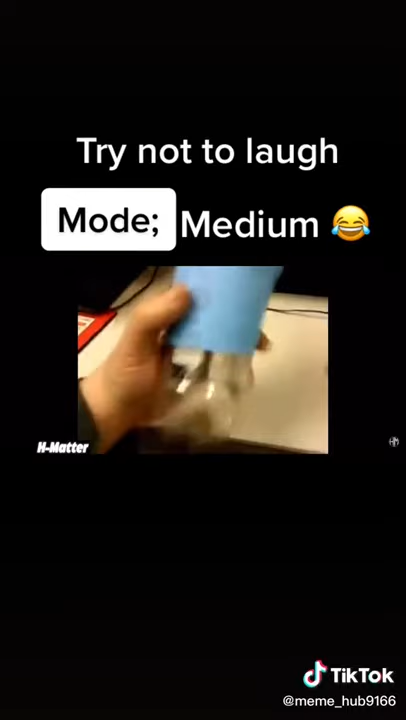 Try not to laugh
Mode; Medium 😂
H-Matter
TikTok
@meme_hub9166